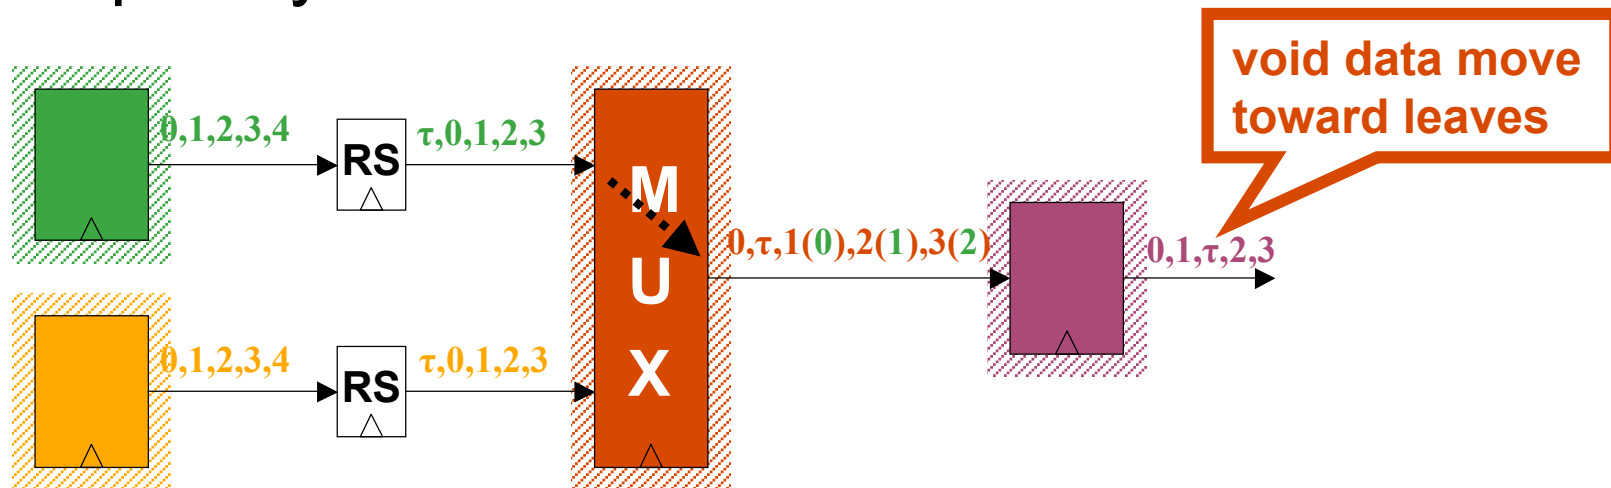 void data move
toward leaves
0,1,2,3,4
RS
τ,0,1,2,3
M
U
X
0,τ,1(0),2(1),3(2)
0,1,τ,2,3
0,1,2,3,4
RS
τ,0,1,2,3